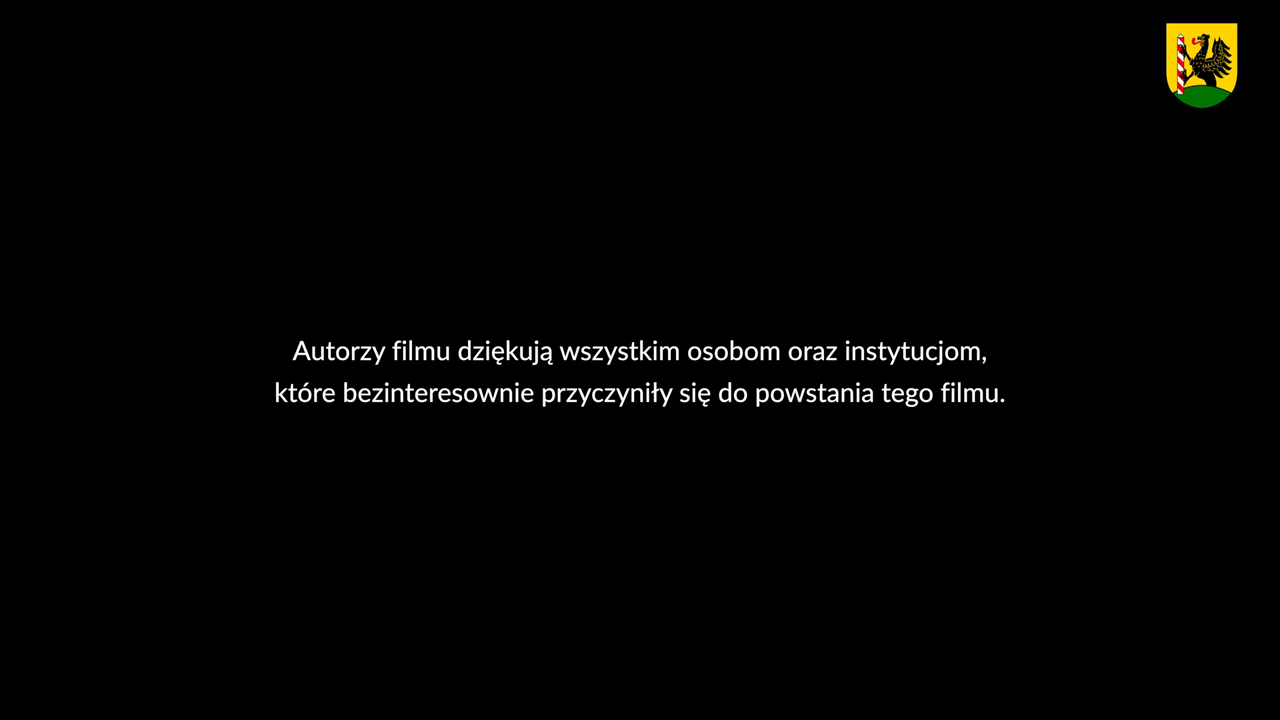 Autorzy filmu dziękują wszystkim osobom oraz instytucjom,
które bezinteresownie przyczyniły się do powstania tego filmu.